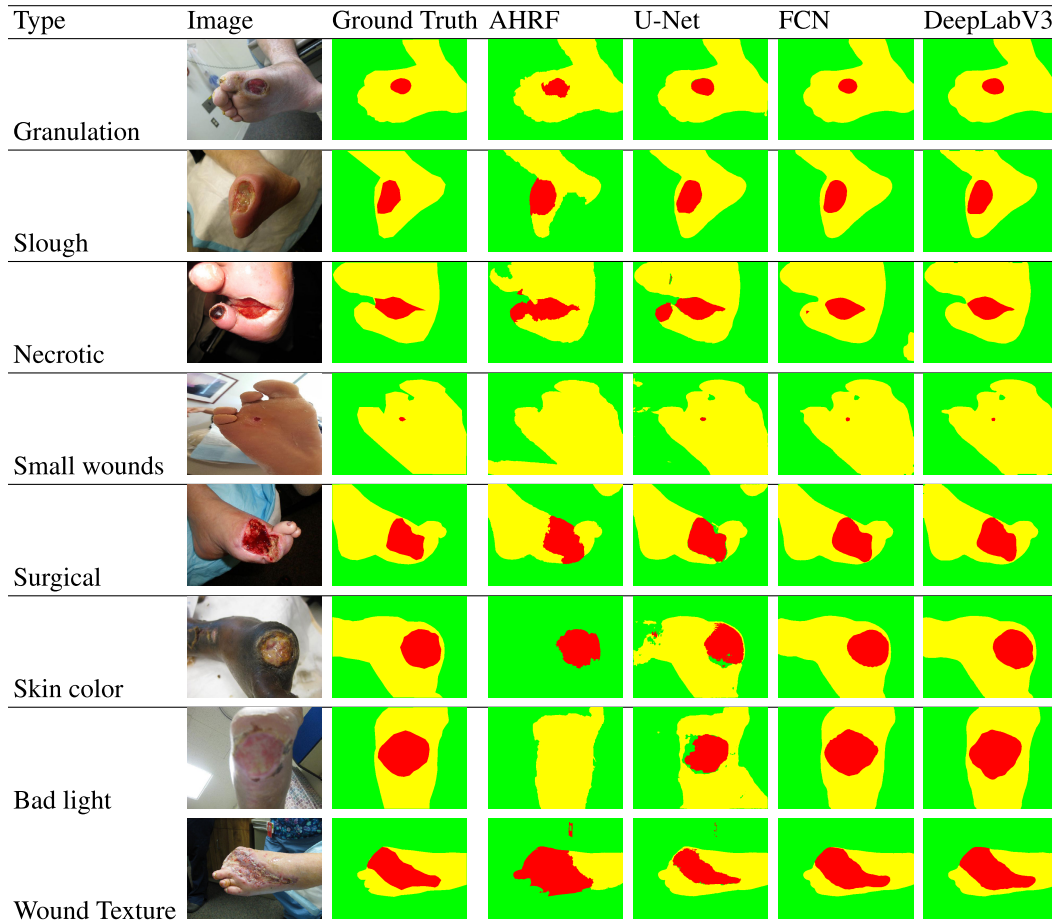 Type Image Ground Truth AHRF U-Net FCN DeepLabV3
Granulation
Slough
Necrotic
Small wounds
Surgical
Skin color
Bad light
Wound Texture